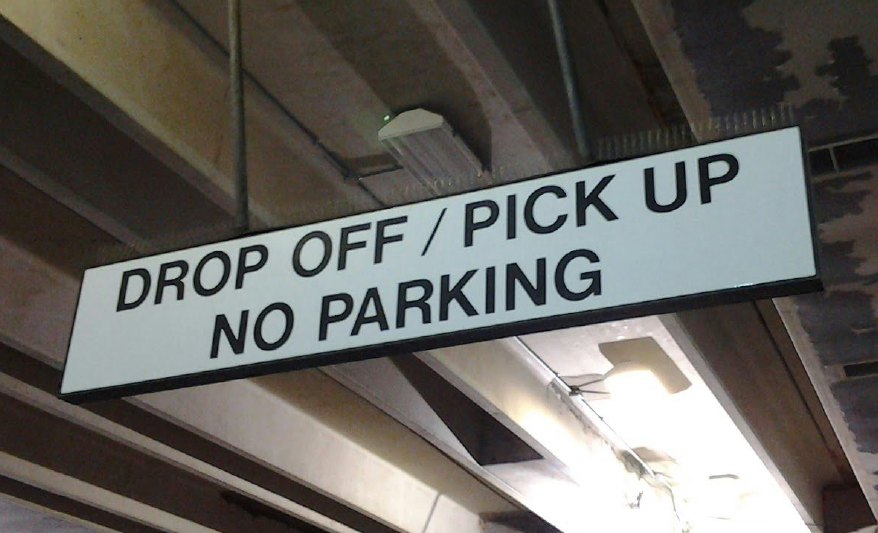 DROP OFF / PICK UP
NO PARKING